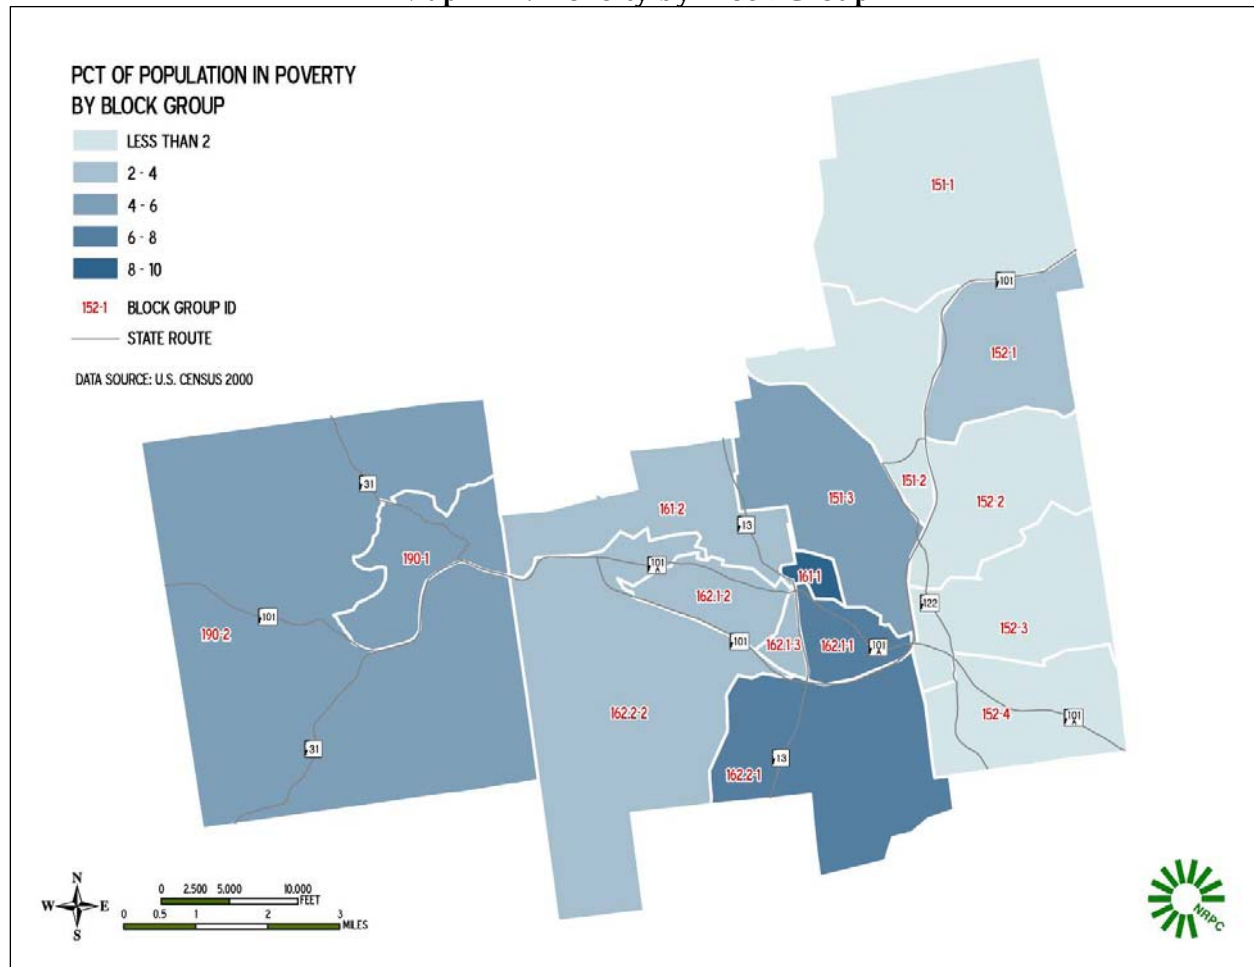 PCT OF POPULATION IN POVERTY
BY BLOCK GROUP
LESS THAN 2
2 - 4
4 - 6
6 - 8
8 - 10
152-1 BLOCK GROUP ID
STATE ROUTE
DATA SOURCE: U.S. CENSUS 2000
151-1
101
152-1
31
151-2
151-3
152-2
161-2
13
190-1
101
A
161-1
162.1-2
122
101
190-2
152-3
101
162.1-3
162.1-1
101
A
162.2-2
152-4
101
A
31
13
162.2-1
N
W E
S
0 2,500 5,000 10,000
FEET
0 0.5 1 2 3
MILES
NRPC